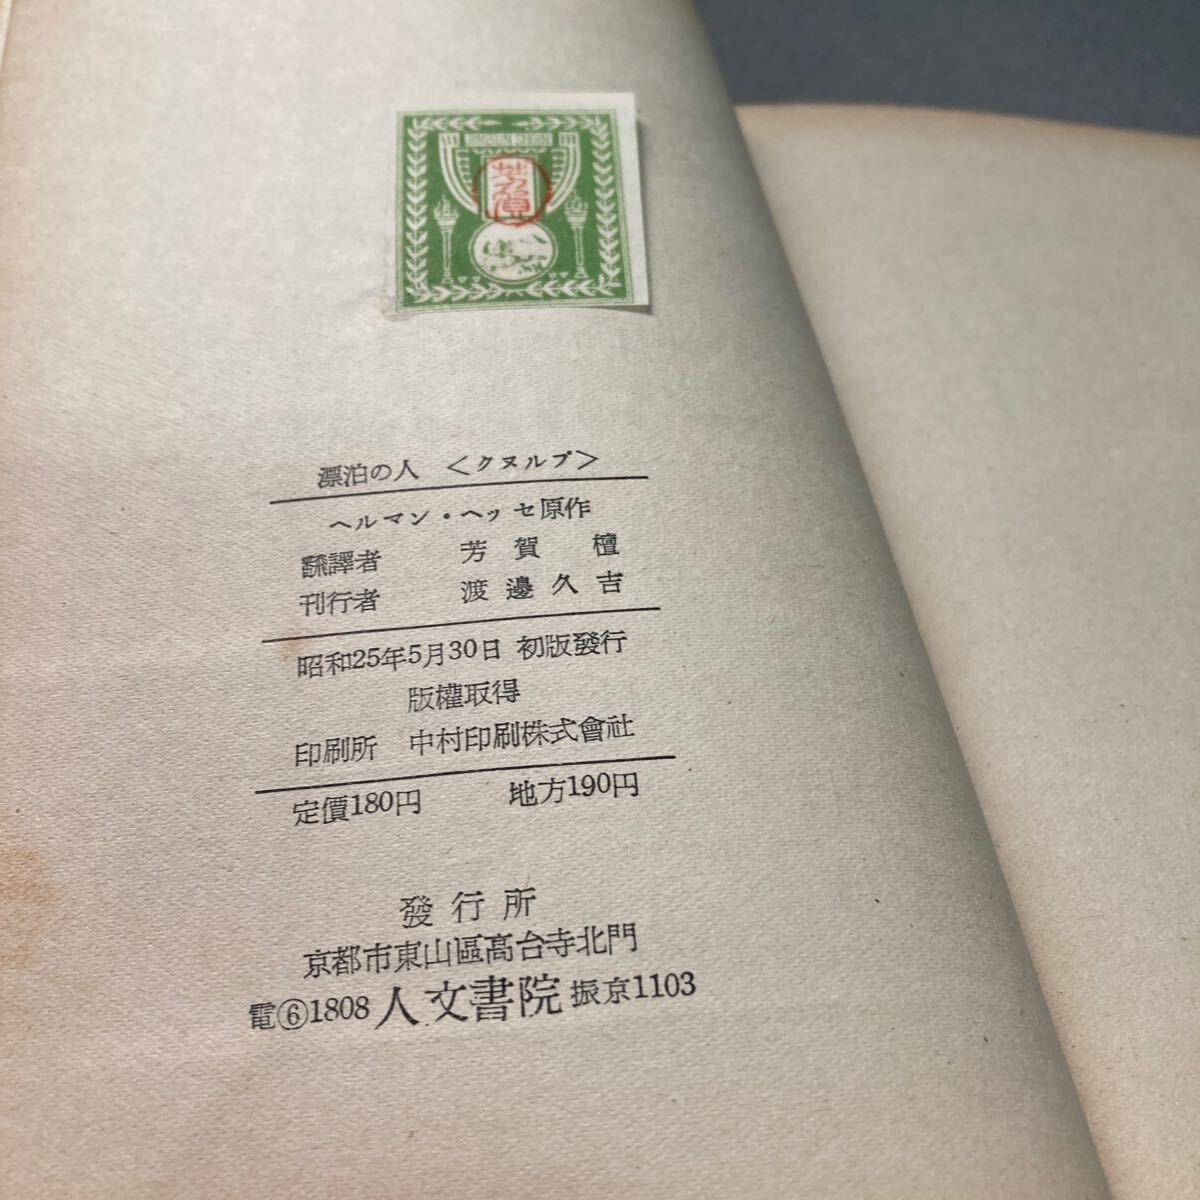 漂泊の人 <クヌルプ>
ヘルマン・ヘッセ原作
飜譯者 芳賀 檀
刊行者 渡邊久吉
昭和25年5月30日 初版發行
版權取得
印刷所 中村印刷株式會社
定價180円 地方190円
發行所
京都市東山區高台寺北門
電⑥1808 人文書院 振京1103